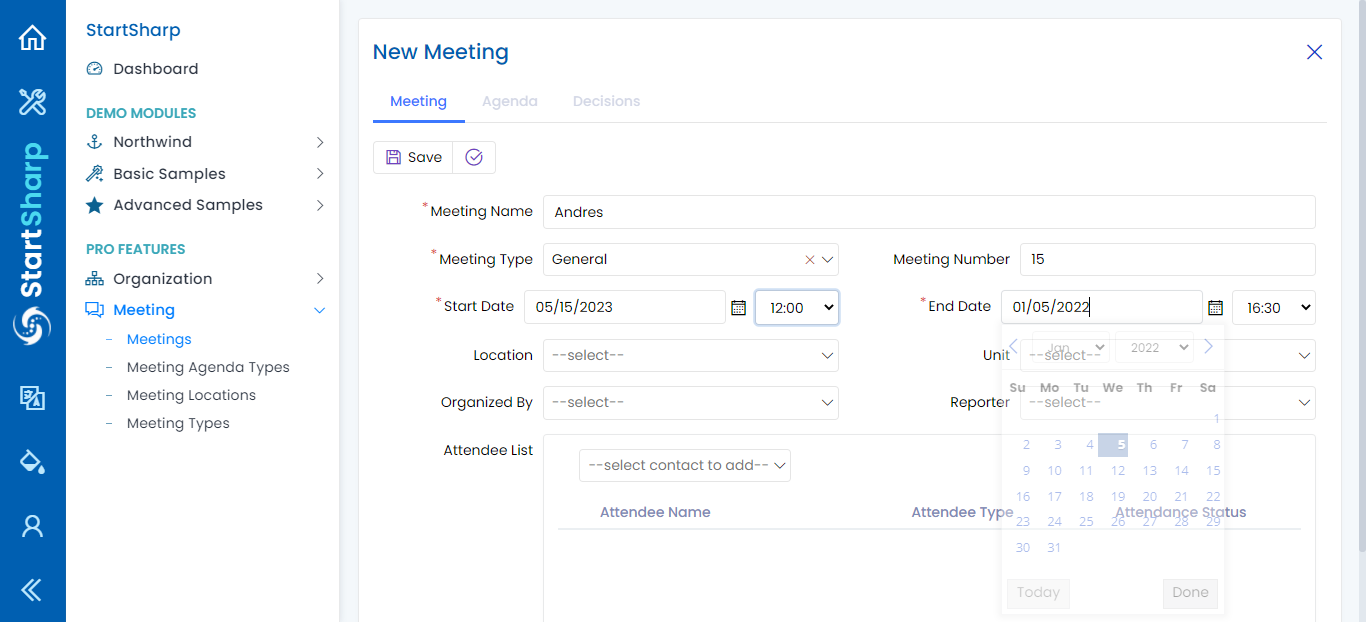 StartSharp
StartSharp
Dashboard
DEMO MODULES
Northwind
Basic Samples
Advanced Samples
PRO FEATURES
Organization
Meeting
Meetings
Meeting Agenda Types
Meeting Locations
Meeting Types
New Meeting
Meeting Agenda Decisions
Save
*Meeting Name Andres
*Meeting Type General Meeting Number 15
*Start Date 05/15/2023 12:00 *End Date 01/05/2022 16:30
Location --select-- Unit --select--
Organized By --select-- Reporter --select--
Attendee List
--select contact to add--
Attendee Name Attendee Type Attendance Status
Jan 2022
Su Mo Tu We Th Fr Sa
1
2 3 4 5 6 7 8
9 10 11 12 13 14 15
16 17 18 19 20 21 22
23 24 25 26 27 28 29
30 31
Today Done